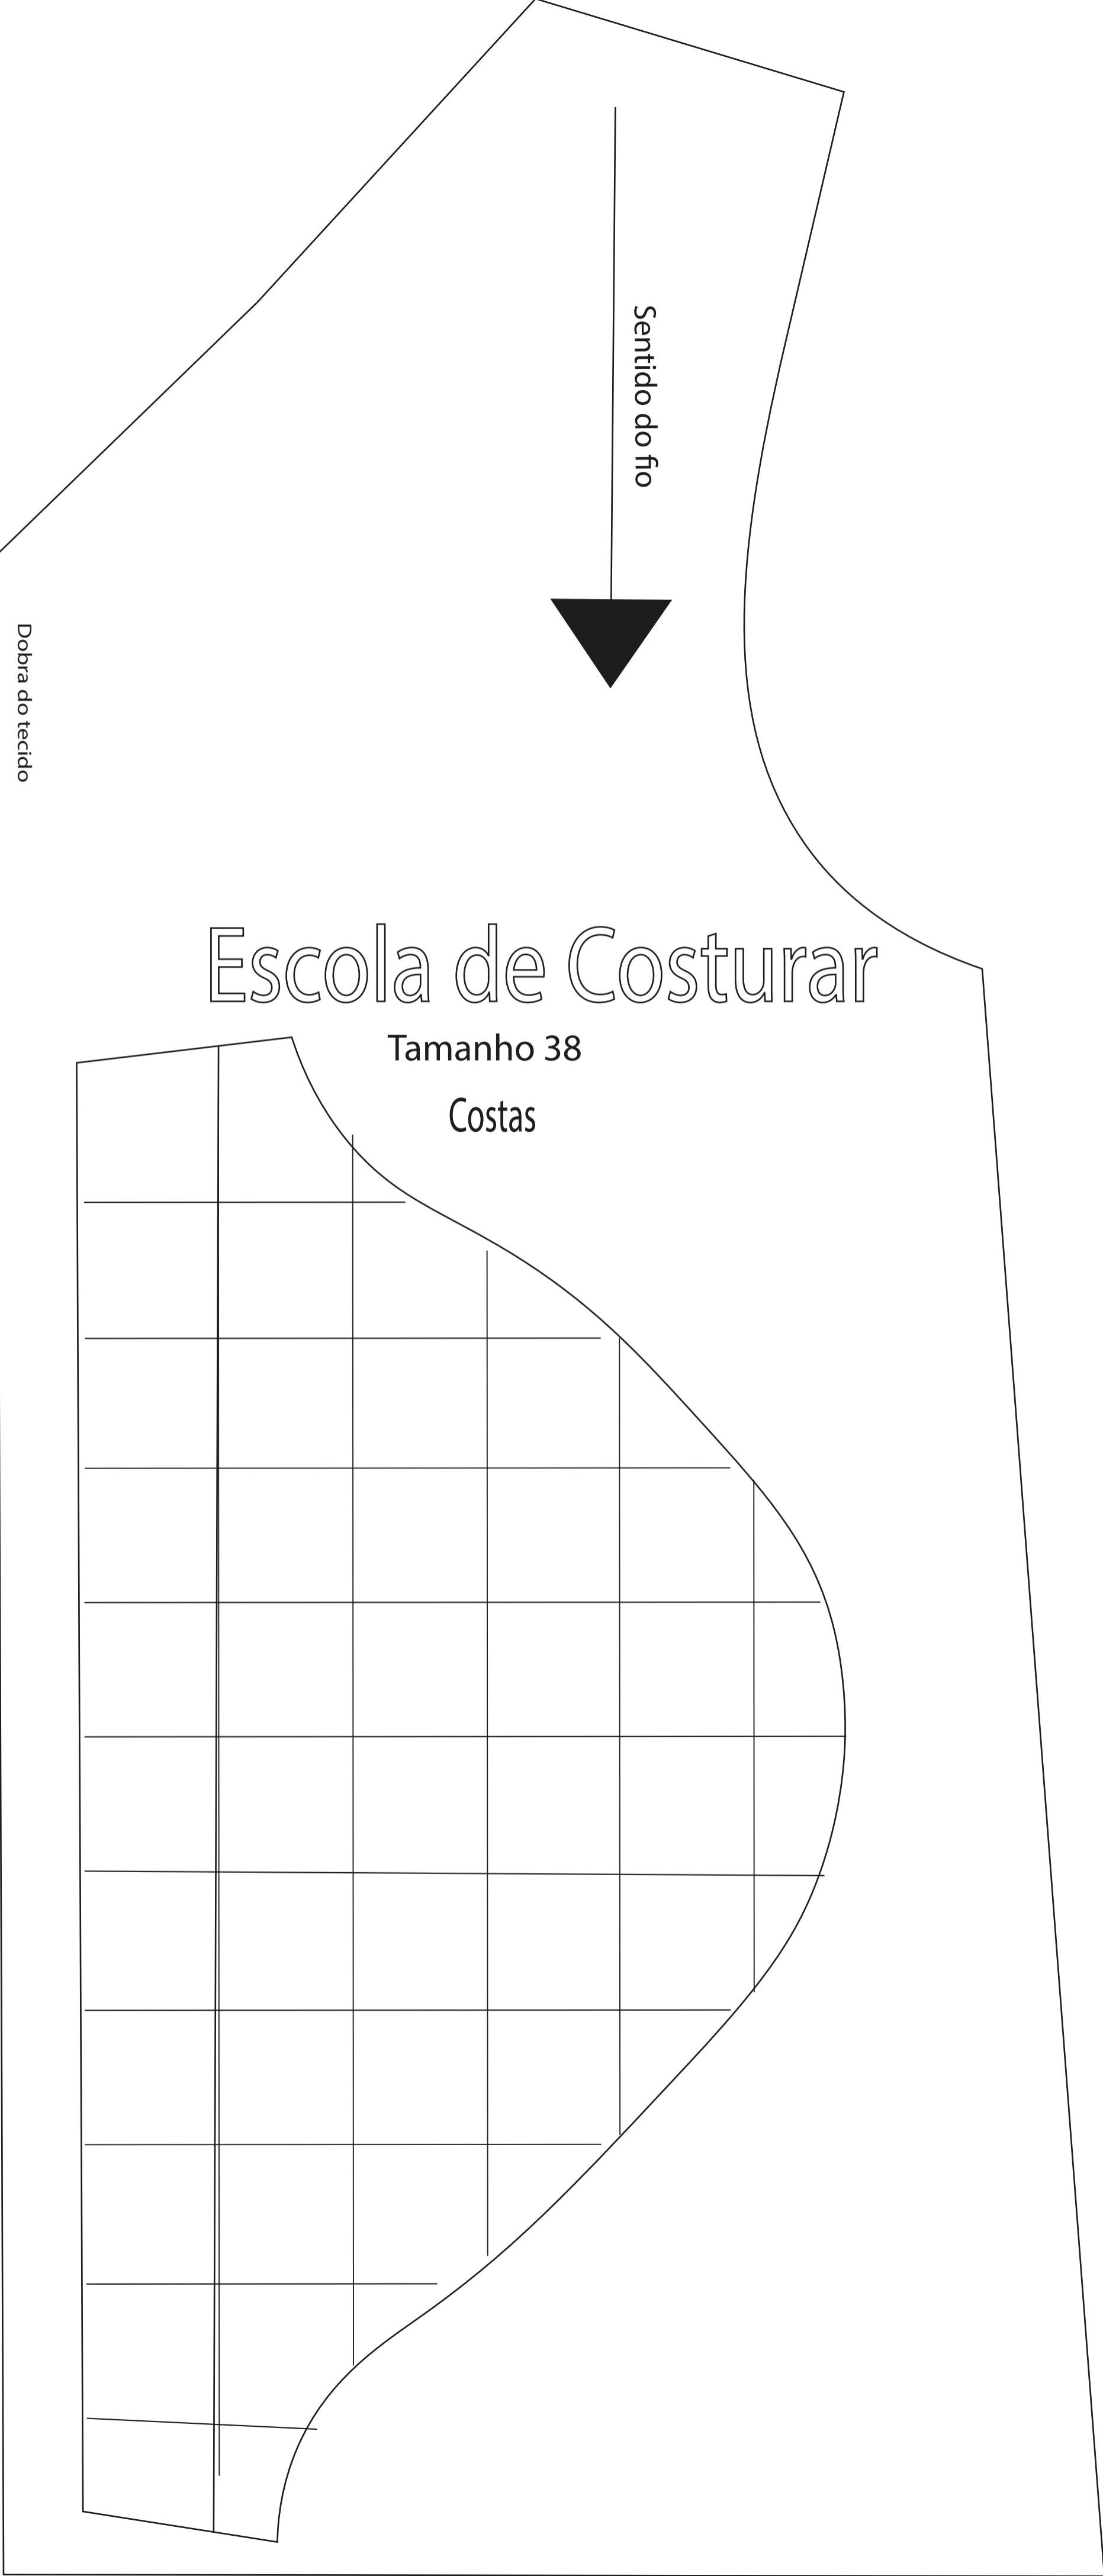 Sentido do fio
Dobra do tecido
Escola de Costurar
Tamanho 38
Costas